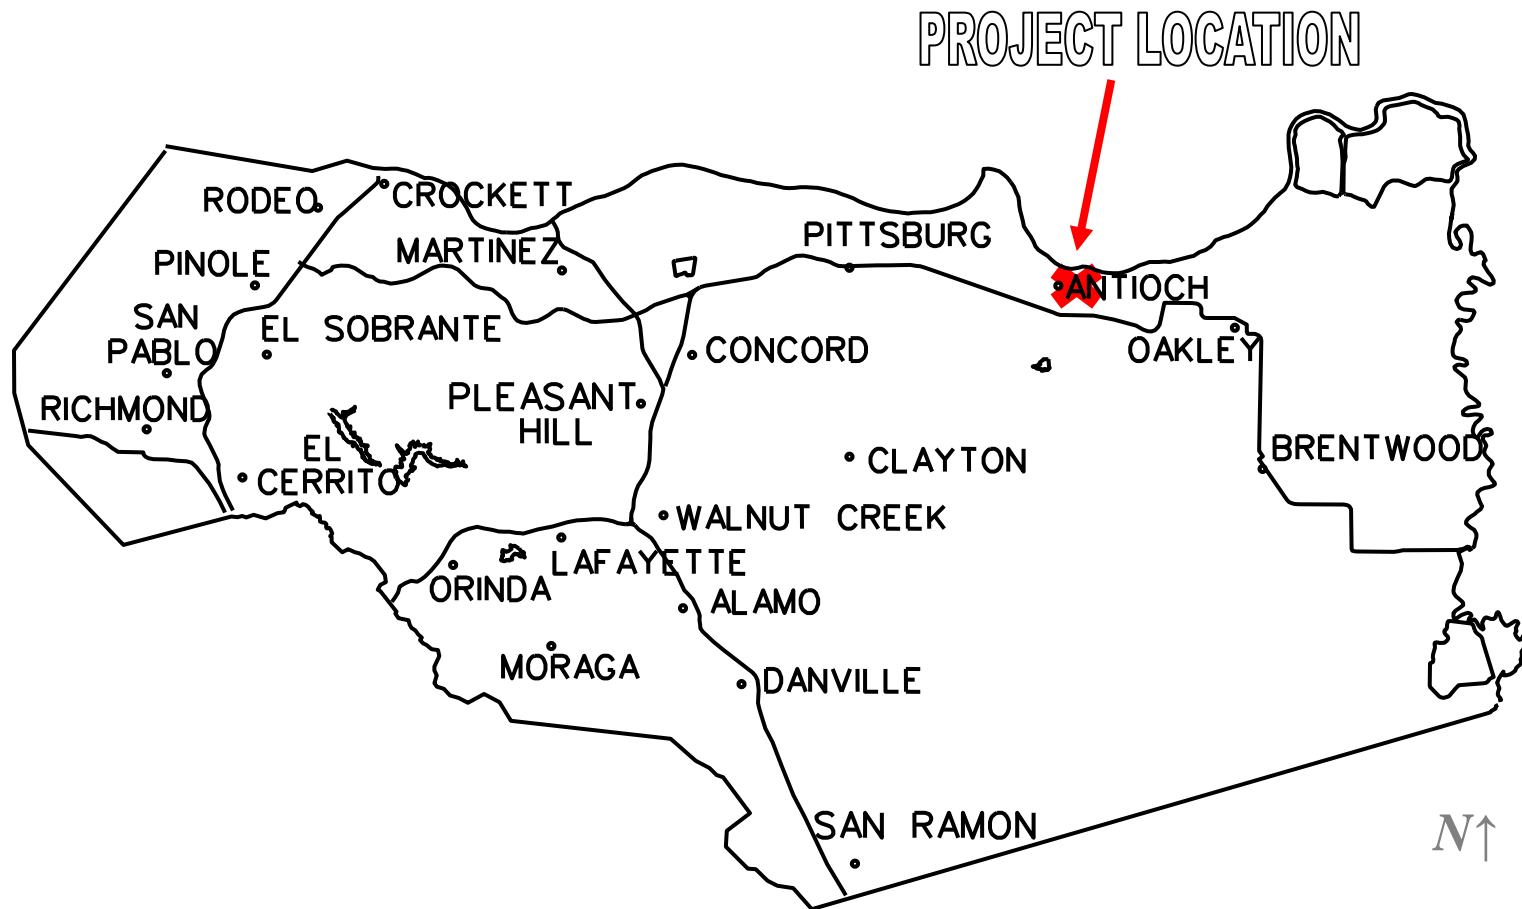 PROJECT LOCATION
RODEO
CROCKETT
PITTSBURG
MARTINEZ
PINOLE
ANTIOCH
SAN
PABLO
EL SOBRANTE
CONCORD
OAKLEY
PLEASANT
HILL
RICHMOND
EL
CERRITO
CLAYTON
BRENTWOOD
WALNUT CREEK
LAFAYETTE
ORINDA
ALAMO
MORAGA
DANVILLE
SAN RAMON
N↑